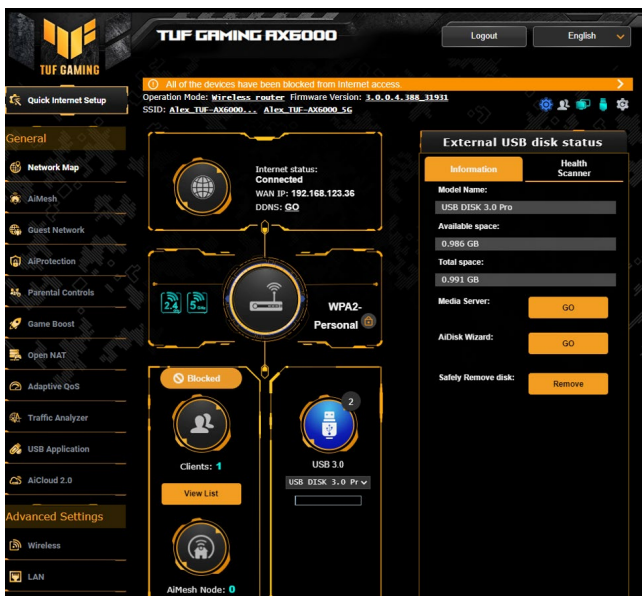 TUF GAMING
TUF GAMING AX6000
Logout
English
All of the devices have been blocked from Internet access.
Quick Internet Setup
Operation Mode: Wireless router Firmware Version: 3.0.0.4.388_31931
SSID: Alex_TUF-AX6000... Alex_TUF-AX6000_5G
General
Network Map
AiMesh
Guest Network
AiProtection
Parental Controls
Game Boost
Open NAT
Adaptive QoS
Traffic Analyzer
USB Application
AiCloud 2.0
Advanced Settings
Wireless
LAN
Internet status:
Connected
WAN IP: 192.168.123.36
DDNS: GO
2.4 GHz
5 GHz
WPA2-
Personal
Blocked
Clients: 1
View List
AiMesh Node: 0
2
USB 3.0
USB DISK 3.0 Pr
External USB disk status
Information
Health
Scanner
Model Name:
USB DISK 3.0 Pro
Available space:
0.986 GB
Total space:
0.991 GB
Media Server:
GO
AiDisk Wizard:
GO
Safely Remove disk:
Remove